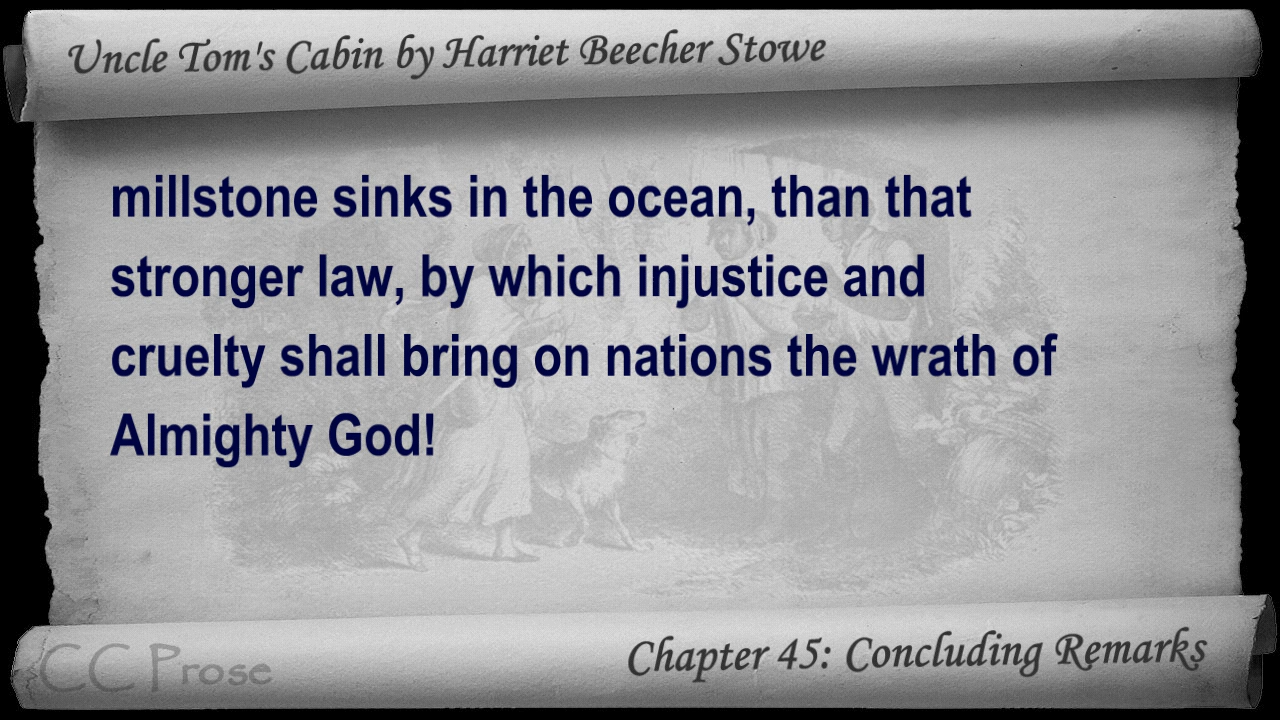 Uncle Tom's Cabin by Harriet Beecher Stowe
millstone sinks in the ocean, than that
stronger law, by which injustice and
cruelty shall bring on nations the wrath of
Almighty God!
CC Prose
Chapter 45: Concluding Remarks